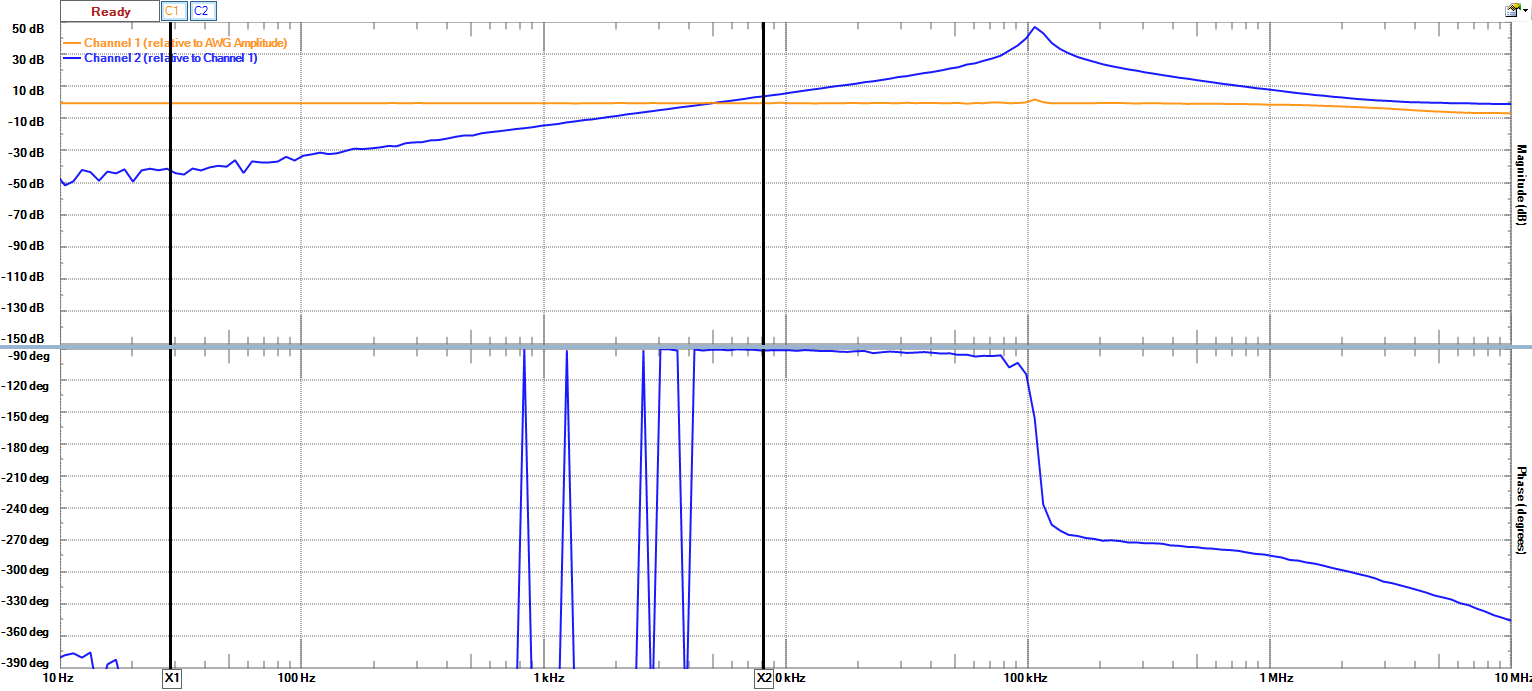 Ready C1 C2
50 dB
Channel 1 (relative to AWG Amplitude)
Channel 2 (relative to Channel 1)
30 dB
10 dB
-10 dB
-30 dB
-50 dB
-70 dB
-90 dB
-110 dB
-130 dB
-150 dB
Magnitude (dB)
-90 deg
-120 deg
-150 deg
-180 deg
-210 deg
-240 deg
-270 deg
-300 deg
-330 deg
-360 deg
-390 deg
Phase (degrees)
10 Hz X1 100 Hz 1 kHz X2 0 kHz 100 kHz 1 MHz 10 MHz